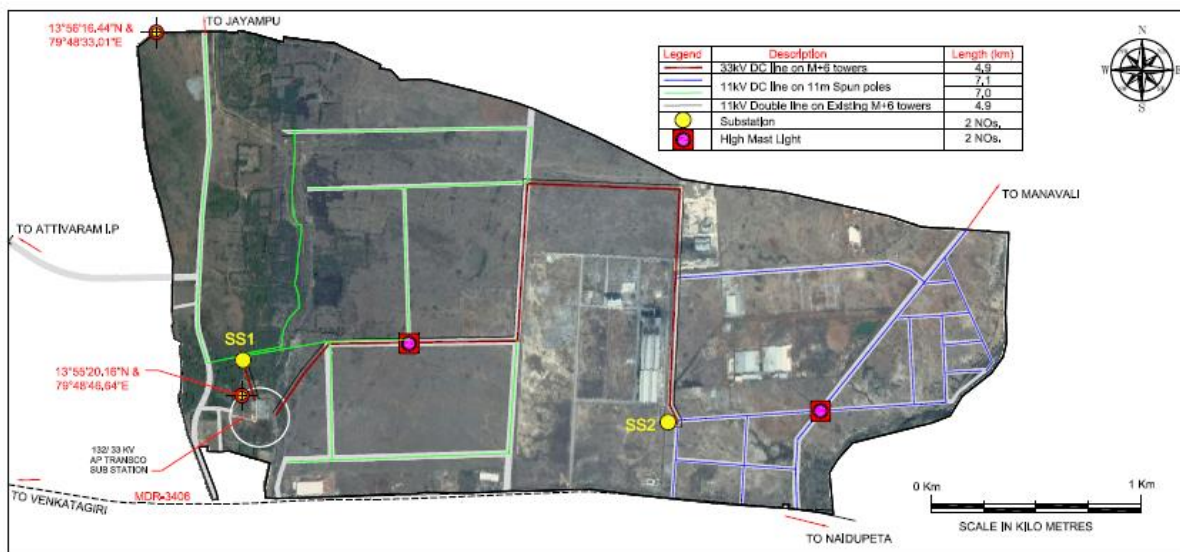 13°56'16.44"N &
79°48'33.01"E
TO JAYAMPU
Legend Description Length (km)
33kV DC line on M+6 towers 4.9
11kV DC line on 11m Spun poles 7.1
7.0
11kV Double line on Existing M+6 towers 4.9
Substation 2 NOs.
High Mast Light 2 NOs.
N
W E
S
TO MANAVALI
TO ATTIVARAM I.P
SS1
13°55'20.16"N &
79°48'46.64"E
SS2
132/ 33 KV
AP TRANSCO
SUB STATION
TO VENKATAGIRI
MDR-3406
0 Km 1 Km
SCALE IN KILO METRES
TO NAIDUPETA